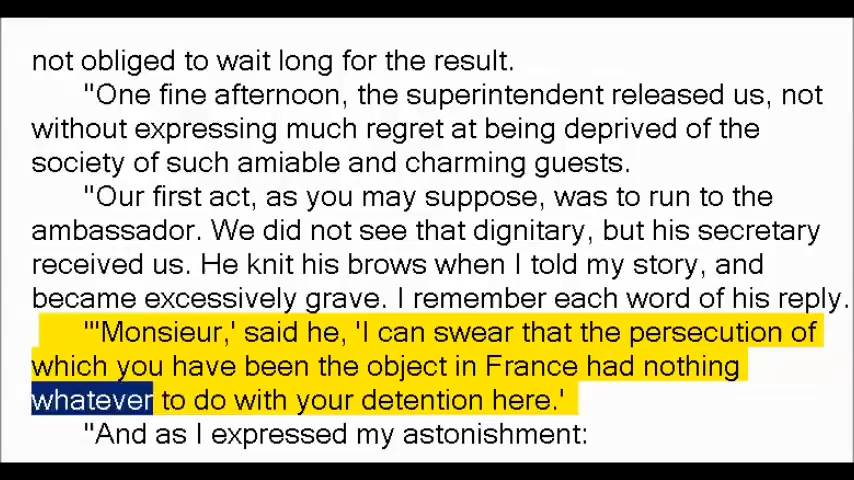 not obliged to wait long for the result.
"One fine afternoon, the superintendent released us, not
without expressing much regret at being deprived of the
society of such amiable and charming guests.
"Our first act, as you may suppose, was to run to the
ambassador. We did not see that dignitary, but his secretary
received us. He knit his brows when I told my story, and
became excessively grave. I remember each word of his reply.
"'Monsieur,' said he, 'I can swear that the persecution of
which you have been the object in France had nothing
whatever to do with your detention here.'
"And as I expressed my astonishment: